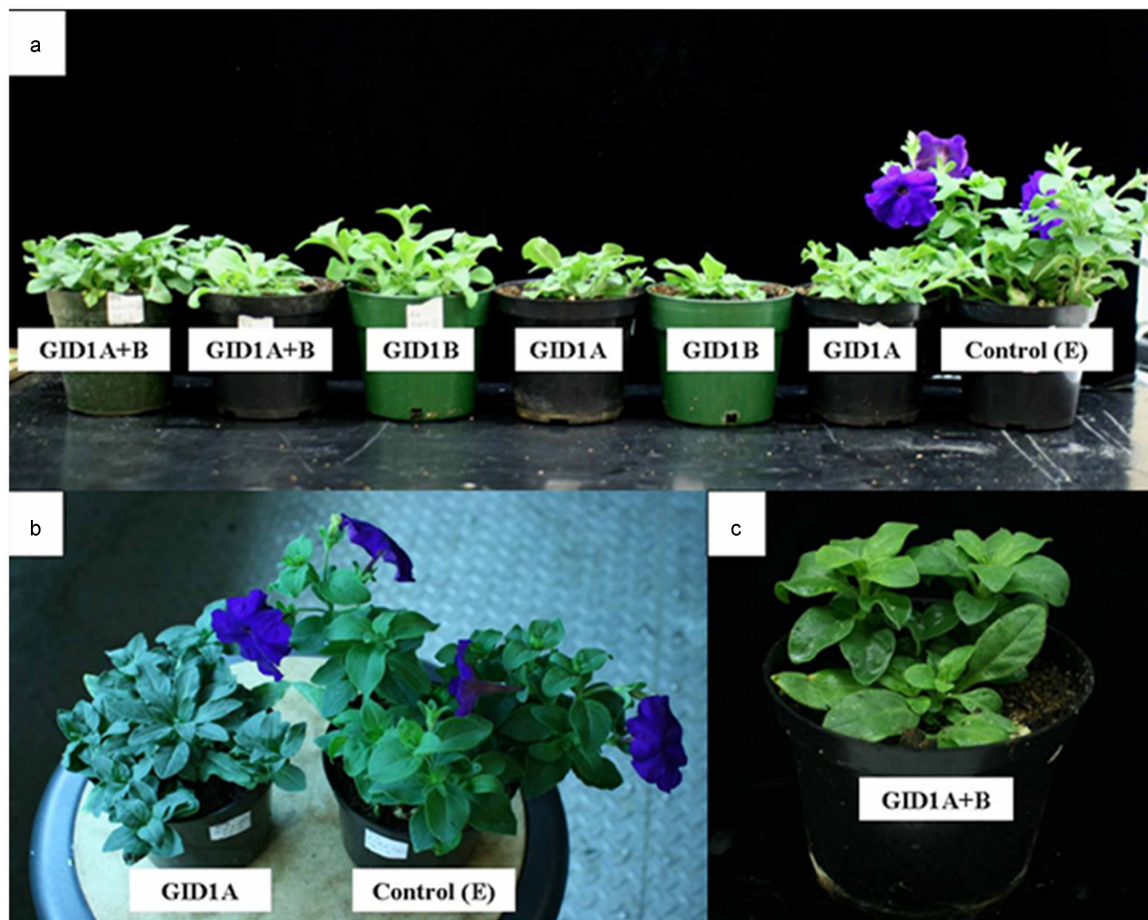 a
GID1A+B
GID1A+B
GID1B
GID1A
GID1B
GID1A
Control (E)
b
GID1A
Control (E)
c
GID1A+B